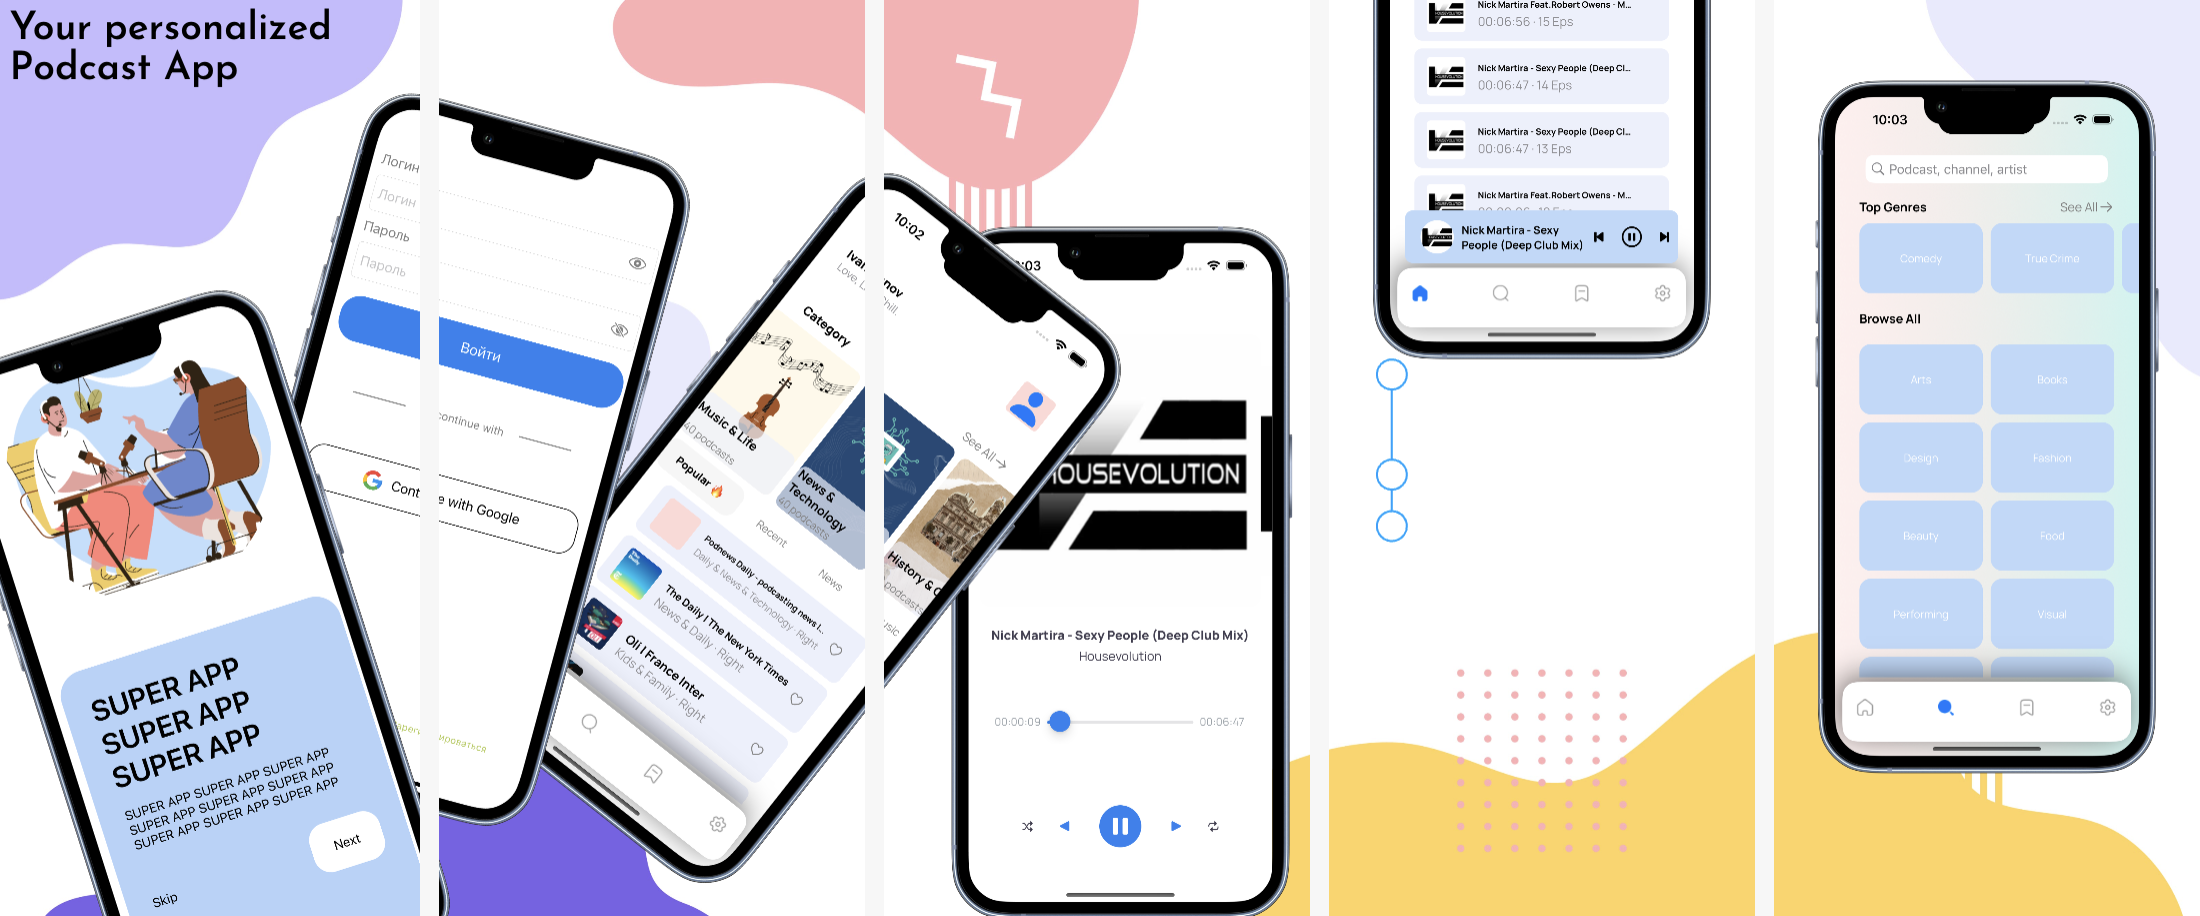 Your personalized
Podcast App
SUPER APP
SUPER APP
SUPER APP
SUPER APP SUPER APP SUPER APP
SUPER APP SUPER APP SUPER APP
SUPER APP SUPER APP SUPER APP
Next
Skip
Логин
Логин
Пароль
Пароль
Войти
continue with
Continue with Google
10:02
Love,
Chill.
Category
See All
Music & Life
40 podcasts
News &
Technology
40 podcasts
History &
podcasts
Popular 🔥
Recent
News
Podnews Daily - podcasting news l...
Daily & News & Technology · Right
The Daily | The New York Times
News & Daily · Right
Oli | France Inter
Kids & Family · Right
:03
HOUSEVOLUTION
Nick Martira - Sexy People (Deep Club Mix)
Housevolution
00:00:09
00:06:47
Nick Martira Feat.Robert Owens - M...
00:06:56 · 15 Eps
Nick Martira - Sexy People (Deep Cl...
00:06:47 · 14 Eps
Nick Martira - Sexy People (Deep Cl...
00:06:47 · 13 Eps
Nick Martira Feat.Robert Owens - M...
Nick Martira - Sexy
People (Deep Club Mix)
10:03
Podcast, channel, artist
Top Genres
See All
Comedy
True Crime
Browse All
Arts
Books
Design
Fashion
Beauty
Food
Performing
Visual